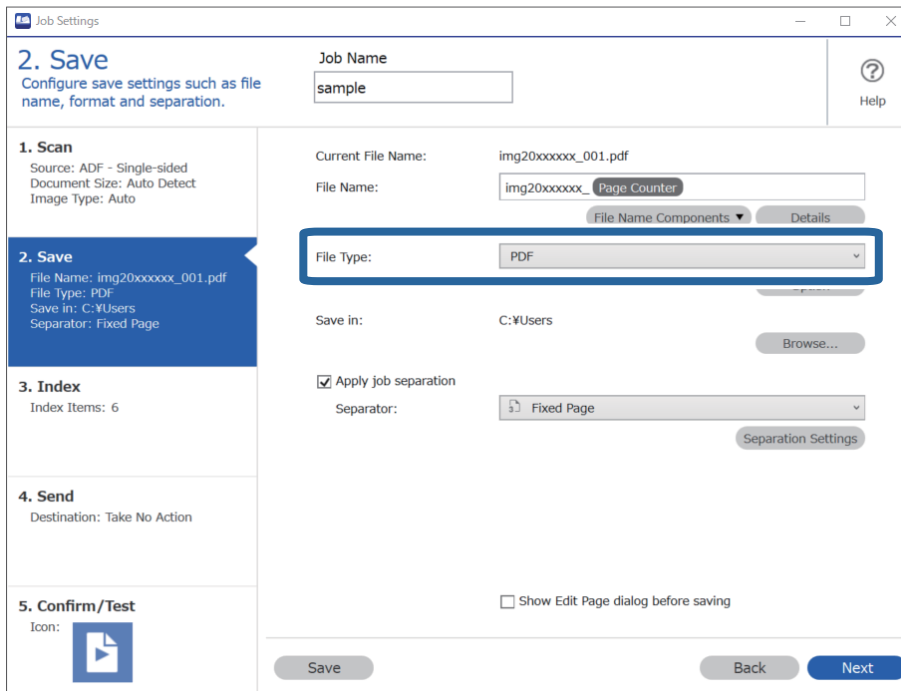 Job Settings
2. Save
Configure save settings such as file
name, format and separation.
Job Name
sample
Help
1. Scan
Source: ADF - Single-sided
Document Size: Auto Detect
Image Type: Auto
2. Save
File Name: img20xxxxxx_001.pdf
File Type: PDF
Save in: C:¥Users
Separator: Fixed Page
3. Index
Index Items: 6
4. Send
Destination: Take No Action
5. Confirm/Test
Icon:
Current File Name: img20xxxxxx_001.pdf
File Name: img20xxxxxx_ Page Counter
File Name Components ▼ Details
File Type: PDF
Save in: C:¥Users
Browse...
Apply job separation
Separator: Fixed Page
Separation Settings
Show Edit Page dialog before saving
Save Back Next